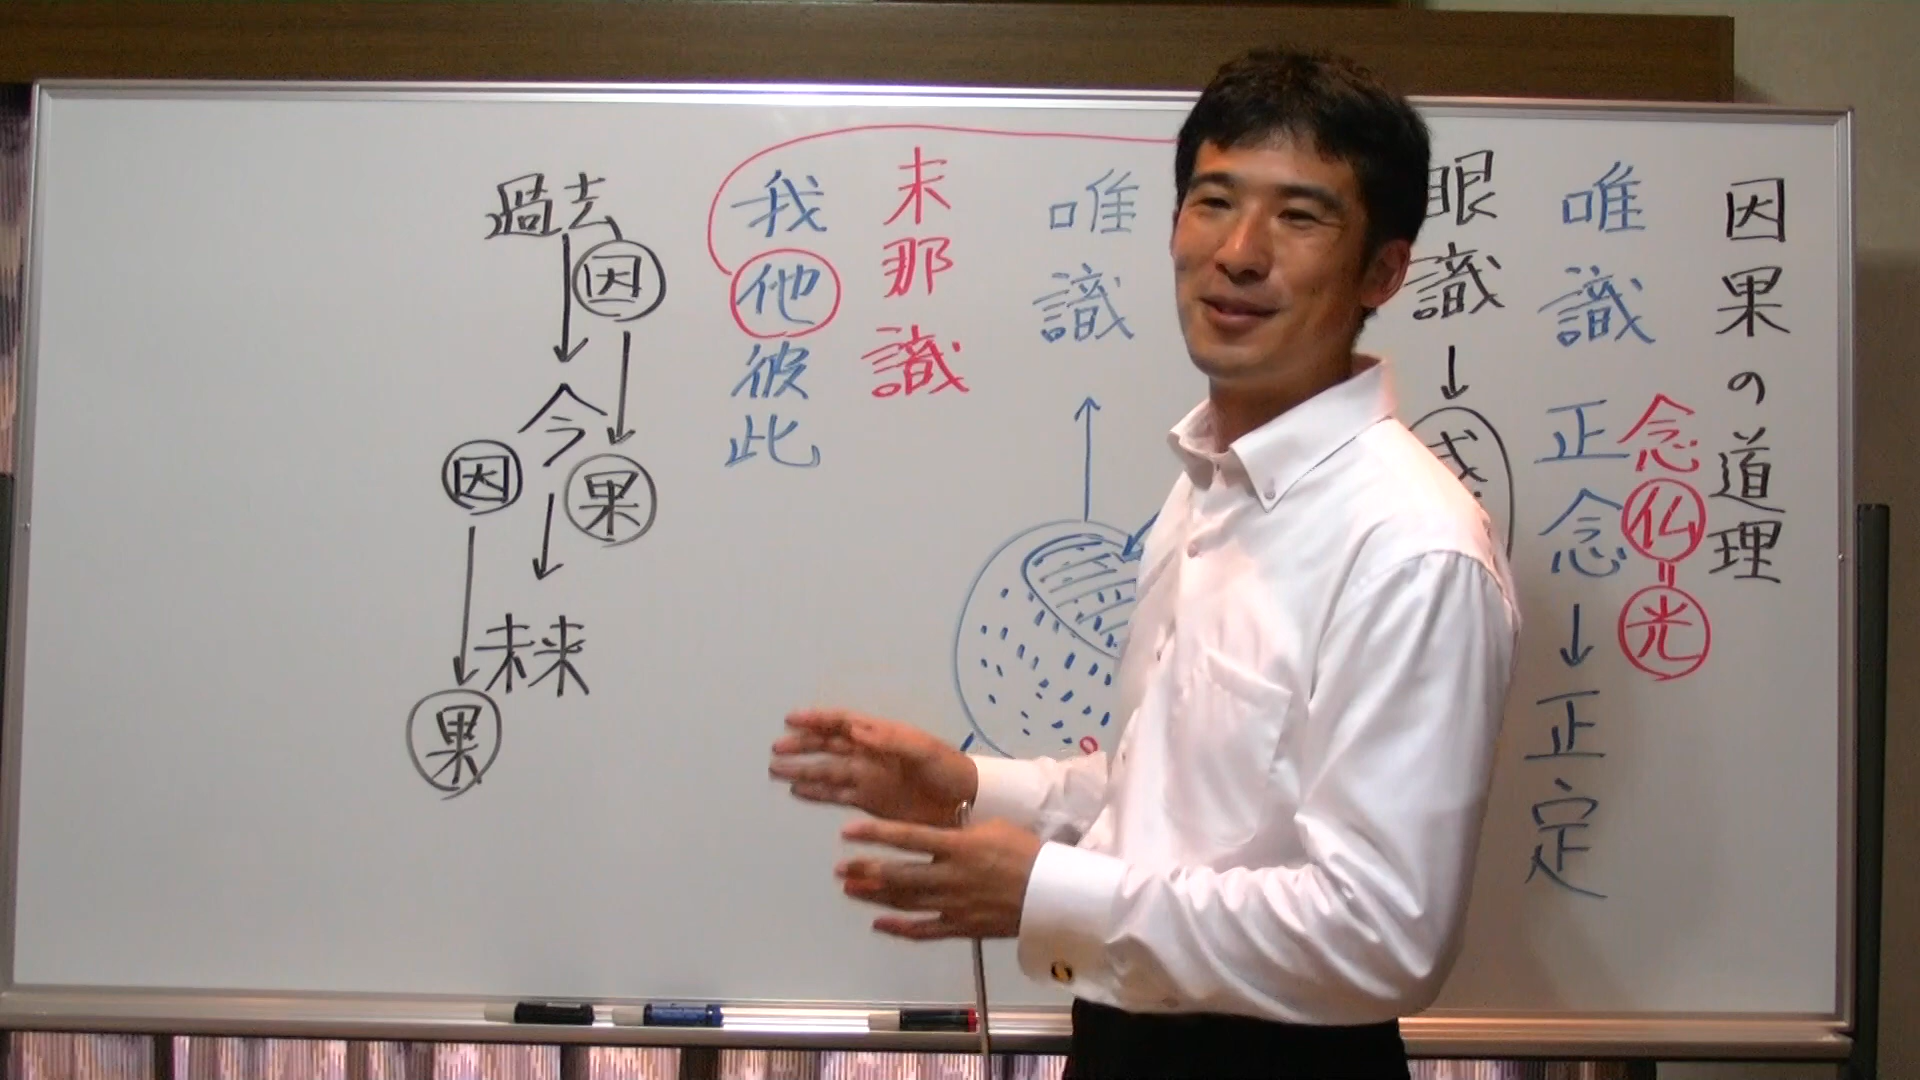 因果の道理
念仏=光
唯識 正念→正定
眼識→
唯識
末那識
我他彼此
過去 因
今 果
因
未来
果